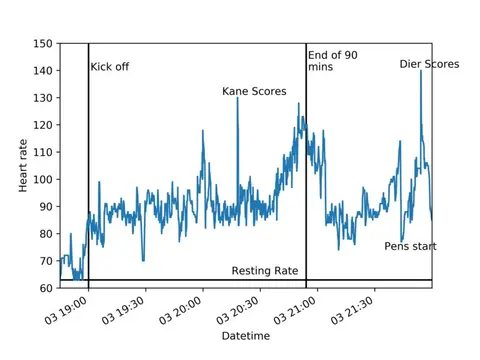 150
140
130
120
110
100
90
80
70
60
Heart rate
Kick off
Kane Scores
End of 90
mins
Dier Scores
Resting Rate
Pens start
03 19:00
03 19:30
03 20:00
03 20:30
03 21:00
03 21:30
Datetime